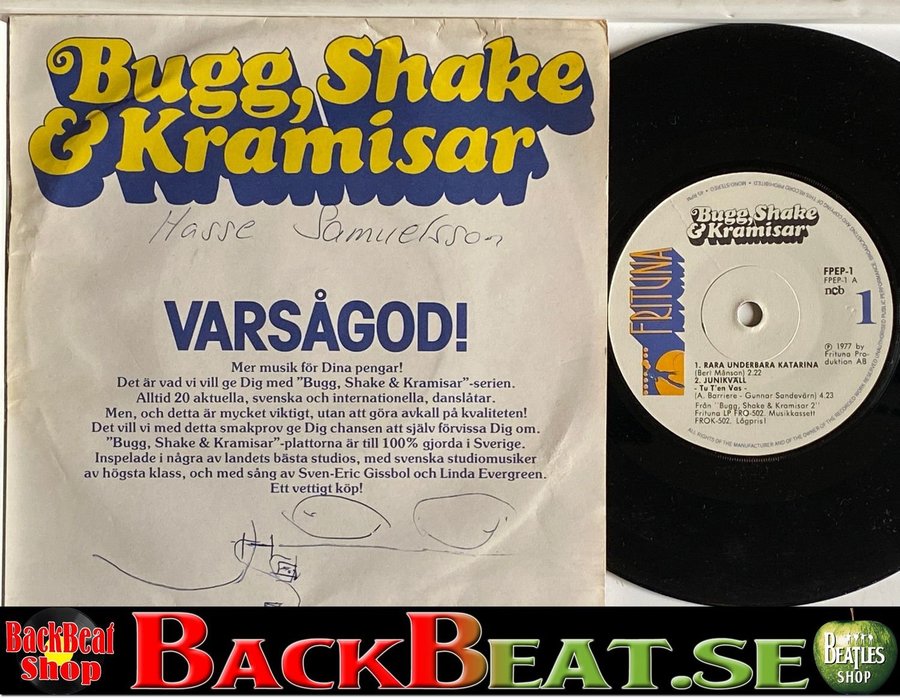 Bugg, Shake
& Kramisar
Hasse Samuelsson
VARSÅGOD!
Mer musik för Dina pengar!
Det är vad vi vill ge Dig med "Bugg, Shake & Kramisar"-serien.
Alltid 20 aktuella, svenska och internationella, danslåtar.
Men, och detta är mycket viktigt, utan att göra avkall på kvaliteten!
Det vill vi med detta smakprov ge Dig chansen att själv förvissa Dig om.
"Bugg, Shake & Kramisar"-plattorna är till 100% gjorda i Sverige.
Inspelade i några av landets bästa studios, med svenska studiomusiker
av högsta klass, och med sång av Sven-Eric Gissbol och Linda Evergreen.
Ett vettigt köp!
Bugg, Shake
& Kramisar
FRITUNA
FPEP-1
FPEP-1 A
ncb
1
℗ 1977 by
Frituna Pro-
duktion AB
1. RARA UNDERBARA KATARINA
(Bert Månson) 2.22
2. JUNIKVÄLL
- Tu T'en Vas -
(A. Barriere - Gunnar Sandevärn) 4.23
Från "Bugg, Shake & Kramisar 2"
Frituna LP FRO-502. Musikkassett
FROK-502. Lågpris!
ALL RIGHTS OF THE MANUFACTURER AND OF THE OWNER OF THE RECORDED WORK RESERVED
45 RPM • MONO/STEREO
BackBeat
Shop
BACKBEAT.SE
BEATLES
SHOP